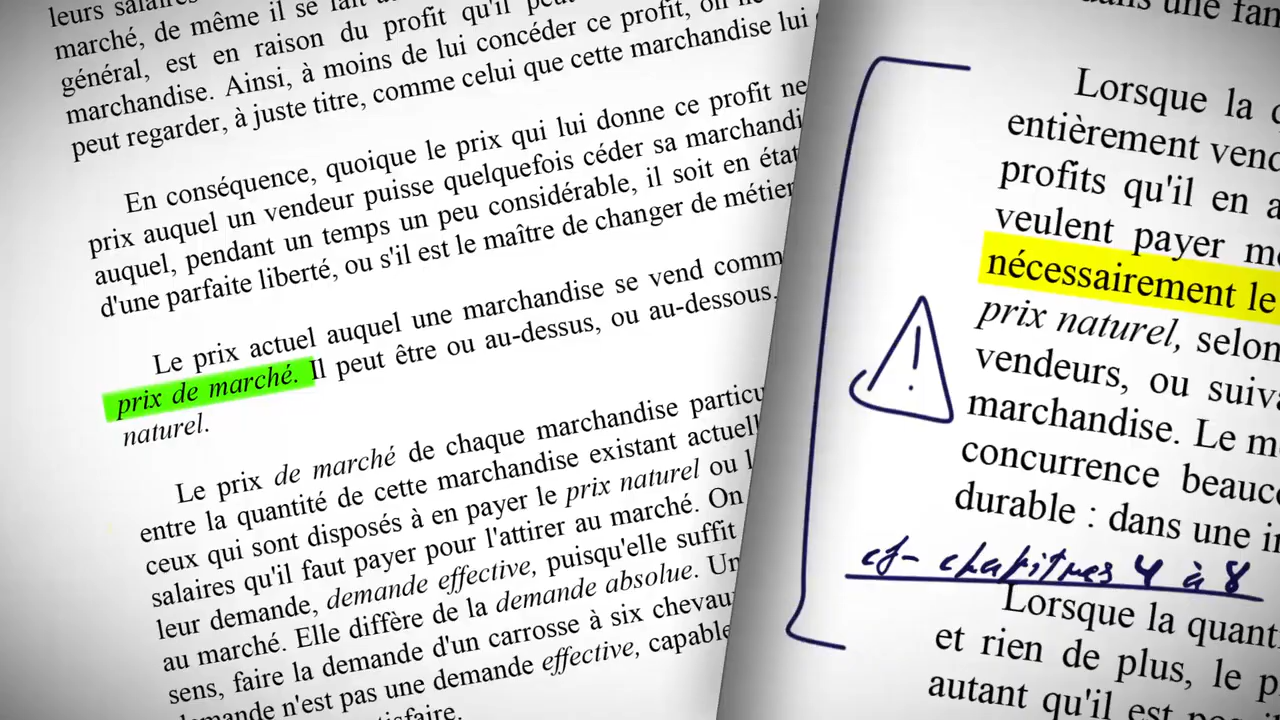 leurs salaires
marché, de même il se fait
général, est en raison du profit qu'il
marchandise. Ainsi, à moins de lui concéder ce profit, on ne
peut regarder, à juste titre, comme celui que cette marchandise lui
En conséquence, quoique le prix qui lui donne ce profit ne
prix auquel un vendeur puisse quelquefois céder sa marchandi
auquel, pendant un temps un peu considérable, il soit en état
d'une parfaite liberté, ou s'il est le maître de changer de métier
Le prix actuel auquel une marchandise se vend comm
prix de marché. Il peut être ou au-dessus, ou au-dessous,
naturel.
Le prix de marché de chaque marchandise particu
entre la quantité de cette marchandise existant actuell
ceux qui sont disposés à en payer le prix naturel ou l
salaires qu'il faut payer pour l'attirer au marché. On
leur demande, demande effective, puisqu'elle suffit
au marché. Elle diffère de la demande absolue. Un
sens, faire la demande d'un carrosse à six chevau
demande n'est pas une demande effective, capable
isfaire.
dans une fam
Lorsque la
entièrement vend
profits qu'il en a
veulent payer m
nécessairement le
prix naturel, selon
vendeurs, ou suiva
marchandise. Le m
concurrence beauc
durable : dans une i
cf- chapitres 4 à 8
Lorsque la quanti
et rien de plus, le p
autant qu'il est